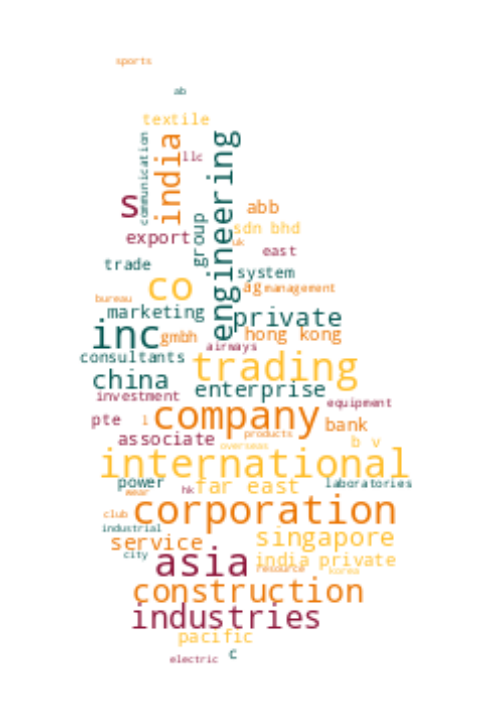 sports
ab
textile
communication
india
llc
engineering
s
group
abb
sdn bhd
export
uk
east
trade
system
co
ag
management
bureau
marketing
private
inc
gmbh
hong kong
airways
consultants
trading
china
enterprise
investment
equipment
pte
l
company
bank
associate
products
b v
overseas
international
power
far east
laboratories
wear
hk
corporation
club
industrial
service
singapore
city
asia
india private
resource
korea
construction
industries
pacific
electric
c